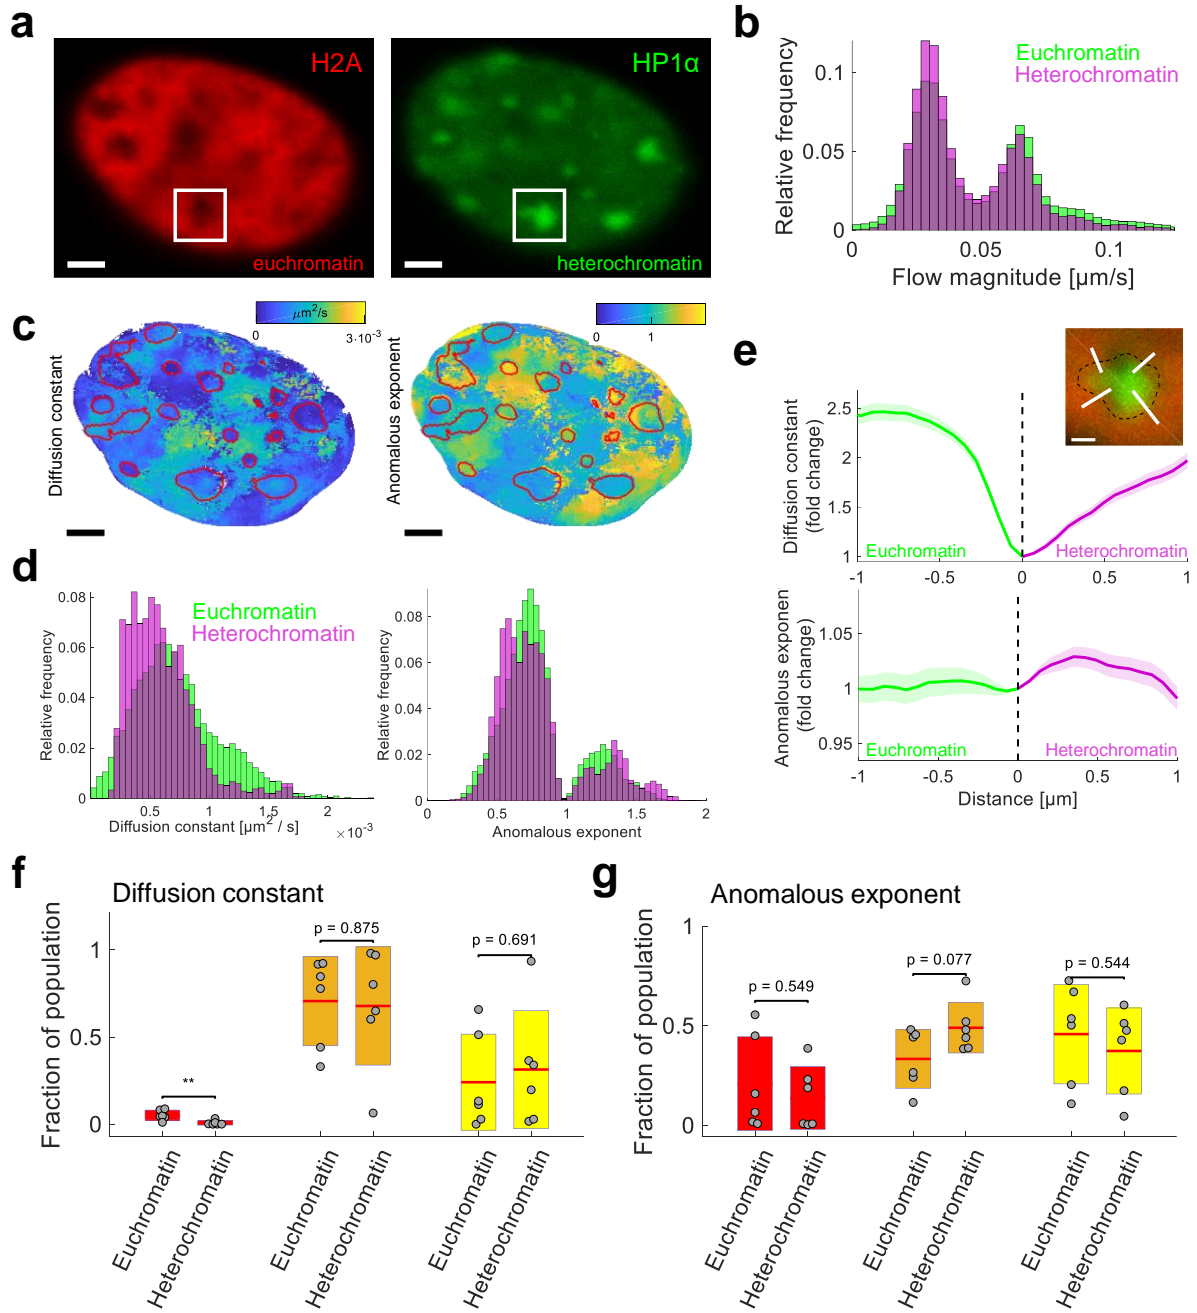 a
H2A
euchromatin
HP1α
heterochromatin
b
Relative frequency
0.1
0.05
0
Euchromatin
Heterochromatin
0
0.05
0.1
Flow magnitude [μm/s]
c
Diffusion constant
μm²/s
0
3·10⁻³
Anomalous exponent
0
1
d
Relative frequency
0.08
0.06
0.04
0.02
0
Euchromatin
Heterochromatin
0.5
1
1.5
2
Diffusion constant [μm² / s]
×10⁻³
Relative frequency
0.08
0.06
0.04
0.02
0
0
0.5
1
1.5
2
Anomalous exponent
e
Diffusion constant
(fold change)
2.5
2
1.5
1
Euchromatin
Heterochromatin
-1
-0.5
0
0.5
1
Anomalous exponen
(fold change)
1.05
1
0.95
Euchromatin
Heterochromatin
-1
-0.5
0
0.5
1
Distance [μm]
f
Diffusion constant
Fraction of population
1
0.5
0
**
p = 0.875
p = 0.691
Euchromatin
Heterochromatin
Euchromatin
Heterochromatin
Euchromatin
Heterochromatin
g
Anomalous exponent
Fraction of population
1
0.5
0
p = 0.549
p = 0.077
p = 0.544
Euchromatin
Heterochromatin
Euchromatin
Heterochromatin
Euchromatin
Heterochromatin